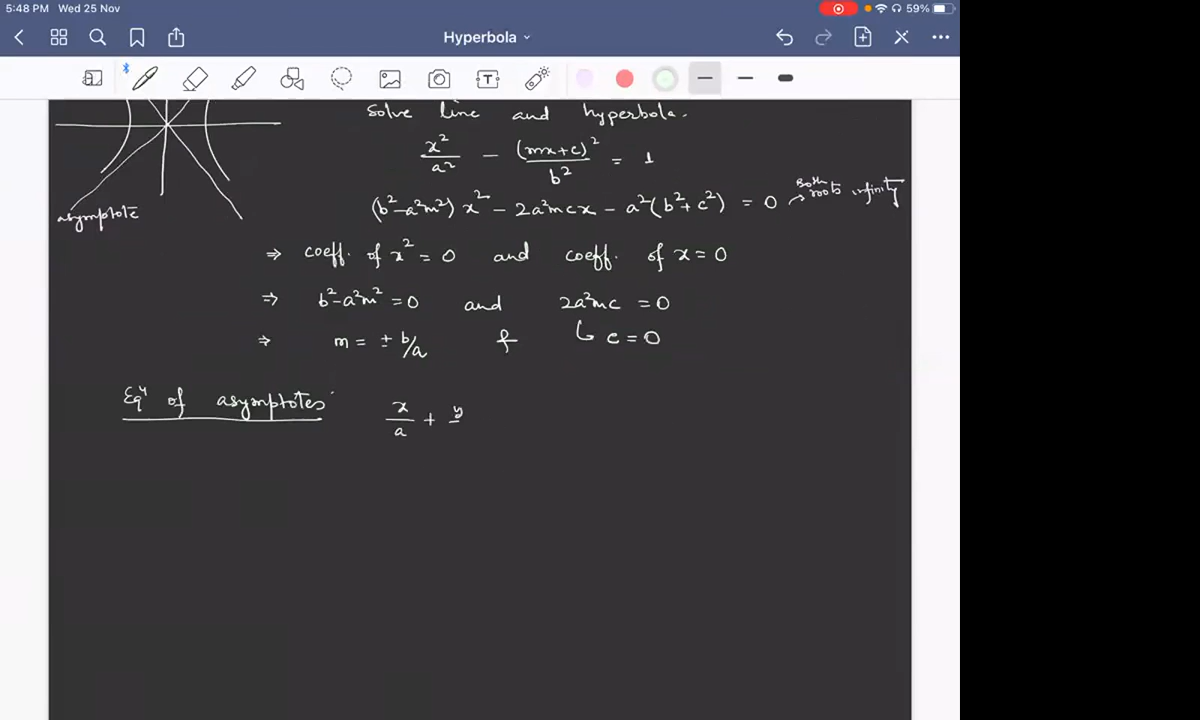 5:48 PM Wed 25 Nov
59%
Hyperbola
T
Solve line and hyperbola.
x²/a² − (mx+c)²/b² = 1
(b²−a²m²) x² − 2a²mcx − a²(b²+c²) = 0 → Both roots infinity
asymptote
⇒ coeff. of x² = 0 and coeff. of x = 0
⇒ b²−a²m² = 0 and 2a²mc = 0
⇒ m = ± b/a & ↳ c = 0
Eqⁿ of asymptotes x/a + y